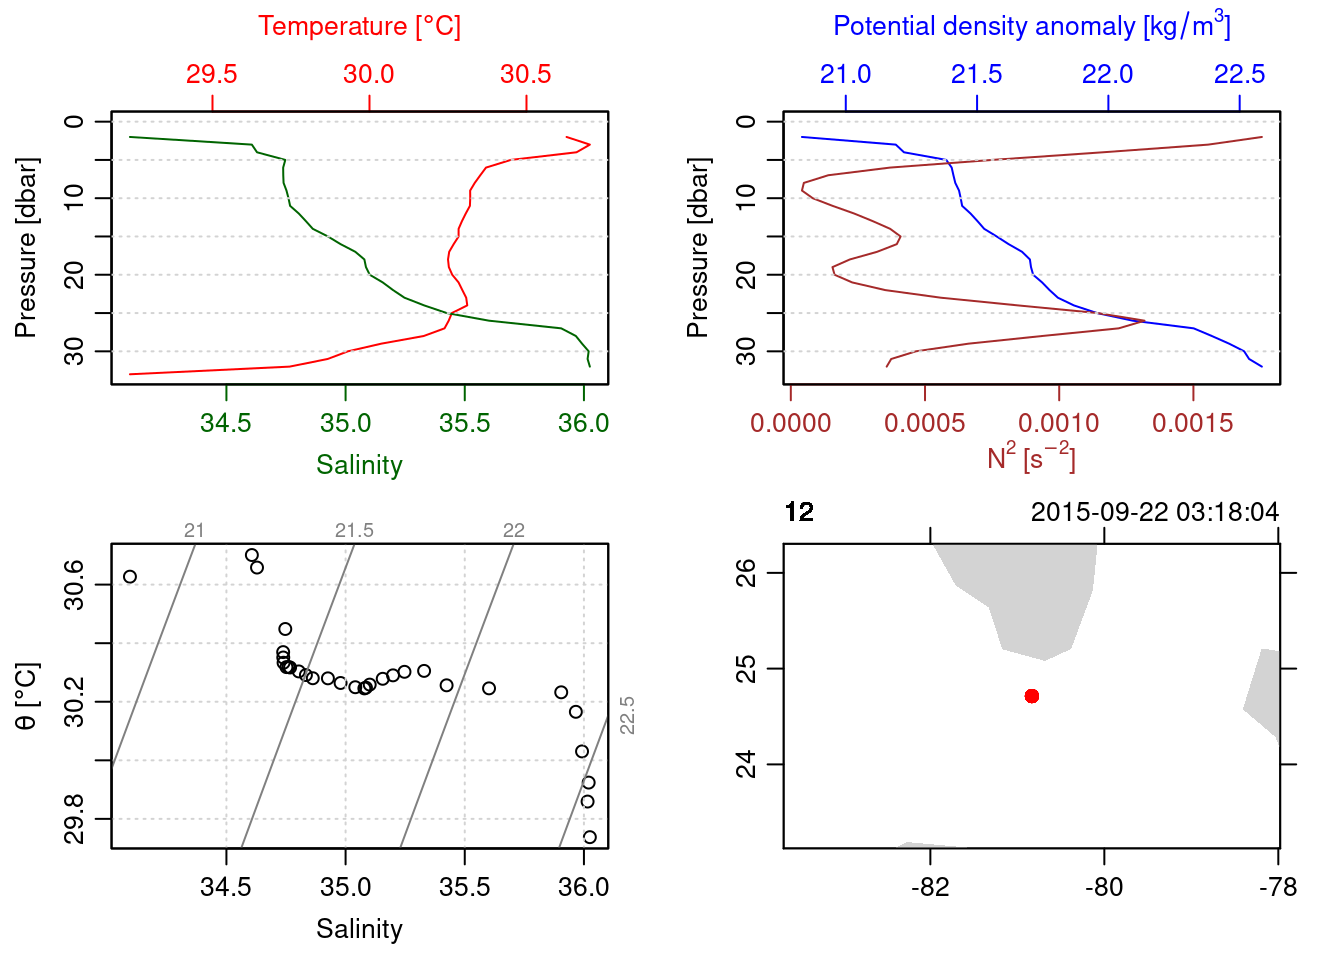 Temperature [°C]
29.5 30.0 30.5
Pressure [dbar]
0 10 20 30
34.5 35.0 35.5 36.0
Salinity
Potential density anomaly [kg/m³]
21.0 21.5 22.0 22.5
Pressure [dbar]
0 10 20 30
0.0000 0.0005 0.0010 0.0015
N² [s⁻²]
21 21.5 22
22.5
θ [°C]
30.6 30.2 29.8
34.5 35.0 35.5 36.0
Salinity
12 2015-09-22 03:18:04
26 25 24
-82 -80 -78